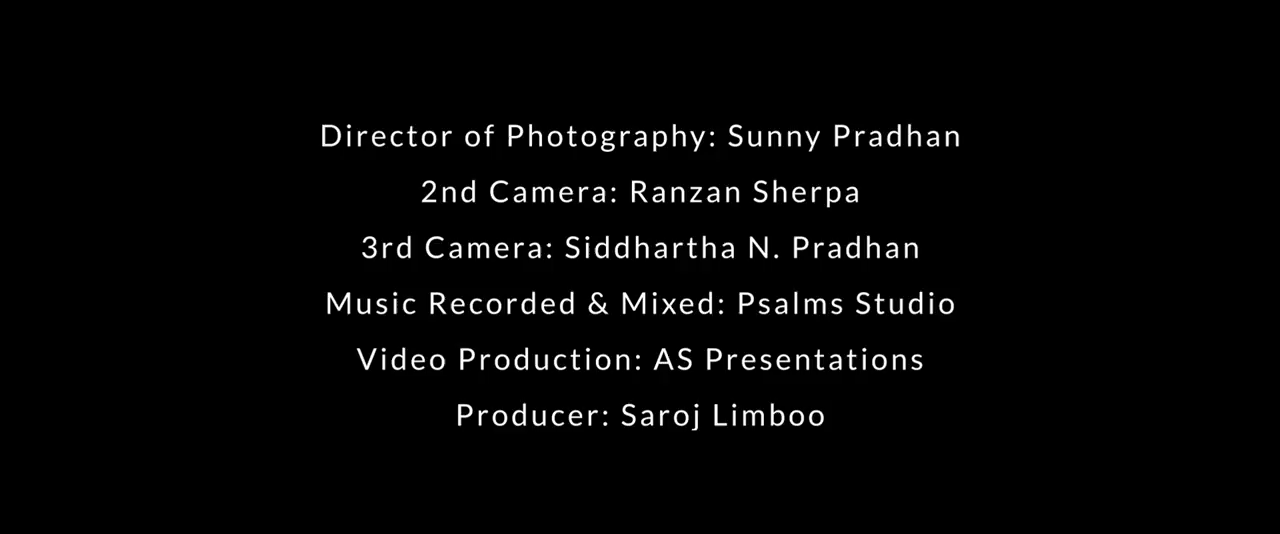 Director of Photography: Sunny Pradhan
2nd Camera: Ranzan Sherpa
3rd Camera: Siddhartha N. Pradhan
Music Recorded & Mixed: Psalms Studio
Video Production: AS Presentations
Producer: Saroj Limboo